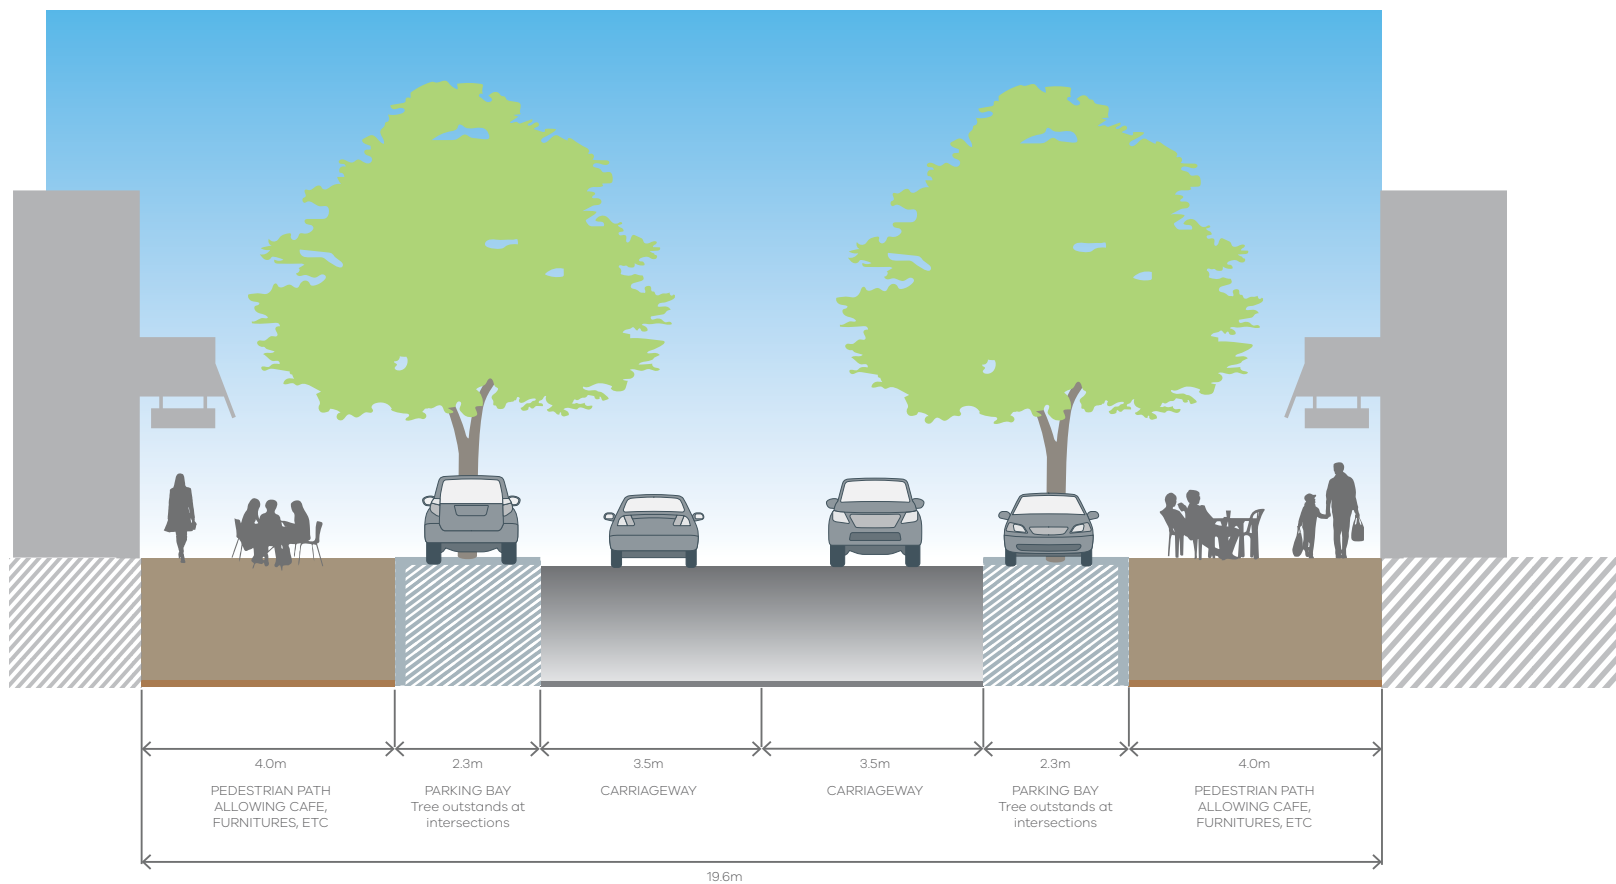 4.0m
2.3m
3.5m
3.5m
2.3m
4.0m
PEDESTRIAN PATH
ALLOWING CAFE,
FURNITURES, ETC
PARKING BAY
Tree outstands at
intersections
CARRIAGEWAY
CARRIAGEWAY
PARKING BAY
Tree outstands at
intersections
PEDESTRIAN PATH
ALLOWING CAFE,
FURNITURES, ETC
19.6m